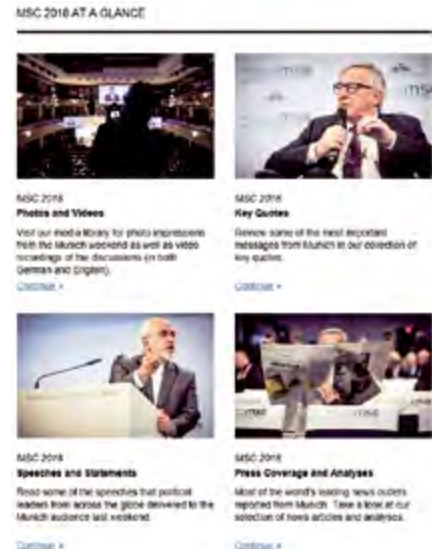 MSC 2018 AT A GLANCE
msc
MSC 2018
Photos and Videos
Visit our media library for photo impressions
from the Munich weekend as well as video
recordings of the discussions (in both
German and English).
Continue »
MSC 2018
Key Quotes
Review some of the most important
messages from Munich in our collection of
key quotes.
Continue »
MSC 2018
Speeches and Statements
Read some of the speeches that political
leaders from across the globe delivered to the
Munich audience last weekend.
Continue »
MSC 2018
Press Coverage and Analyses
Most of the world's leading news outlets
reported from Munich. Take a look at our
selection of news articles and analyses.
Continue »